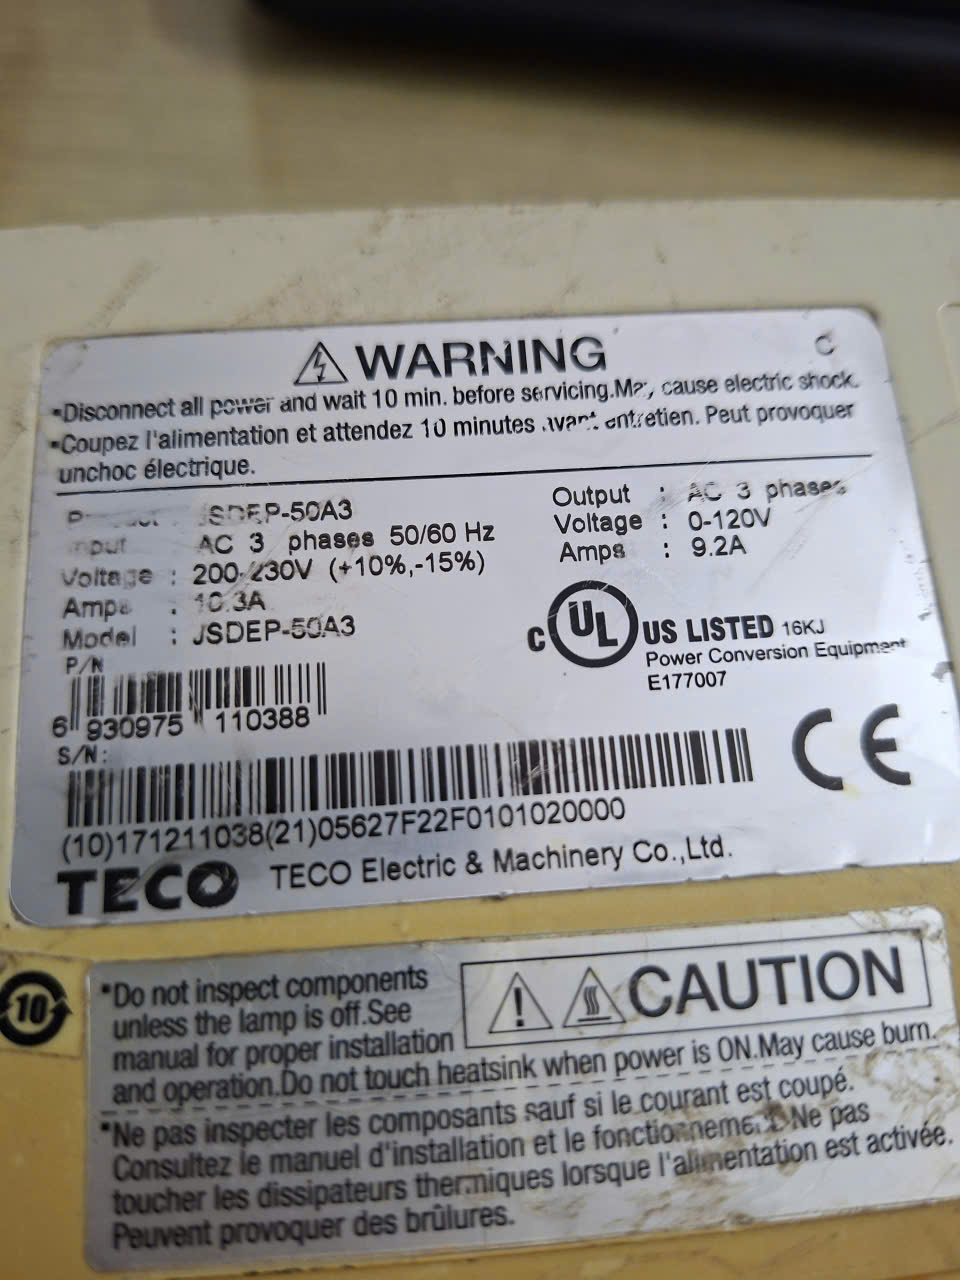 WARNING
•Disconnect all power and wait 10 min. before servicing.May cause electric shock.
•Coupez l'alimentation et attendez 10 minutes avant entretien. Peut provoquer
unchoc électrique.
Product : JSDEP-50A3
Input AC 3 phases 50/60 Hz
Voltage : 200-230V (+10%,-15%)
Amps : 10.3A
Model : JSDEP-50A3
Output : AC 3 phases
Voltage : 0-120V
Amps : 9.2A
P/N
6 930975 110388
C UL US LISTED 16KJ
Power Conversion Equipment
E177007
S/N:
(10)171211038(21)05627F22F0101020000
CE
TECO TECO Electric & Machinery Co.,Ltd.
10
CAUTION
•Do not inspect components
unless the lamp is off.See
manual for proper installation
and operation.Do not touch heatsink when power is ON.May cause burn.
•Ne pas inspecter les composants sauf si le courant est coupé.
Consultez le manuel d'installation et le fonctionnement.Ne pas
toucher les dissipateurs thermiques lorsque l'alimentation est activée.
Peuvent provoquer des brûlures.